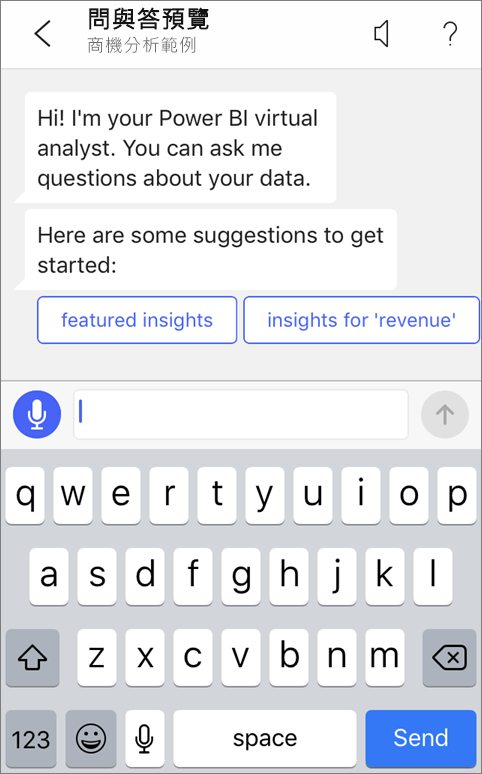 問與答預覽
商機分析範例
?
Hi! I'm your Power BI virtual
analyst. You can ask me
questions about your data.
Here are some suggestions to get
started:
featured insights insights for 'revenue'
q w e r t y u i o p
a s d f g h j k l
z x c v b n m
123 space Send